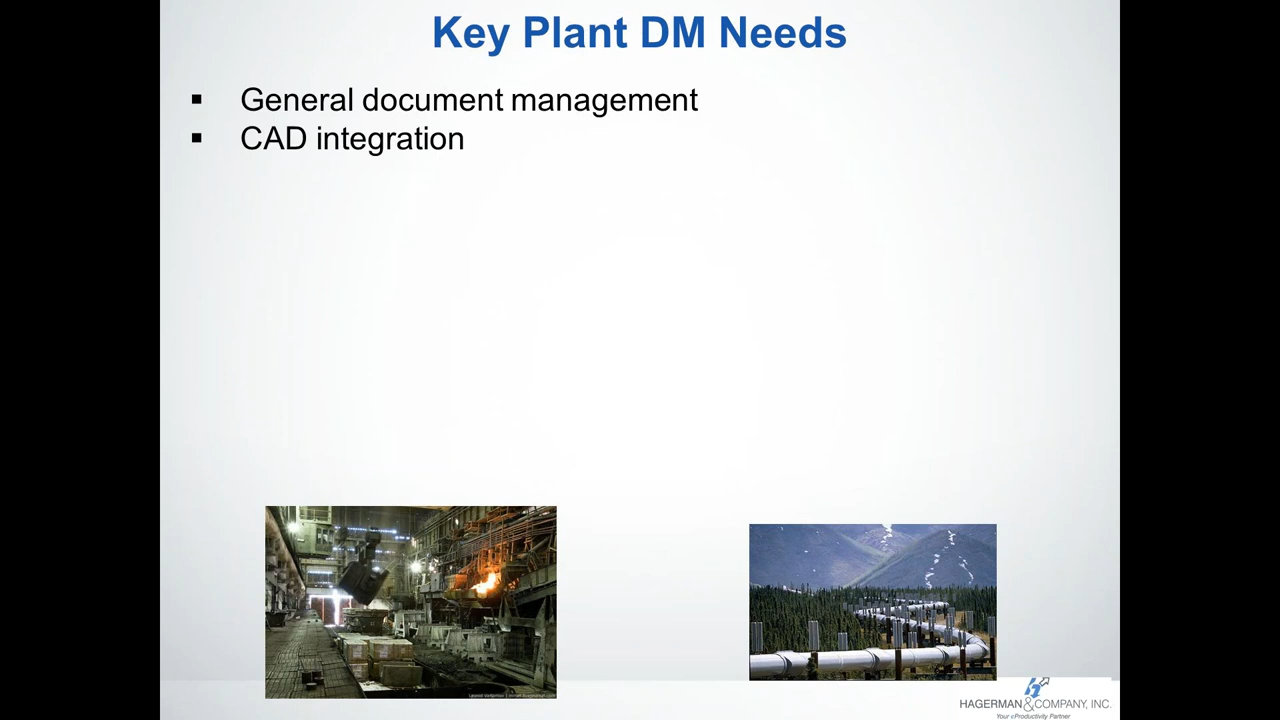 Key Plant DM Needs
▪ General document management
▪ CAD integration
HAGERMAN & COMPANY, INC.
Your eProductivity Partner